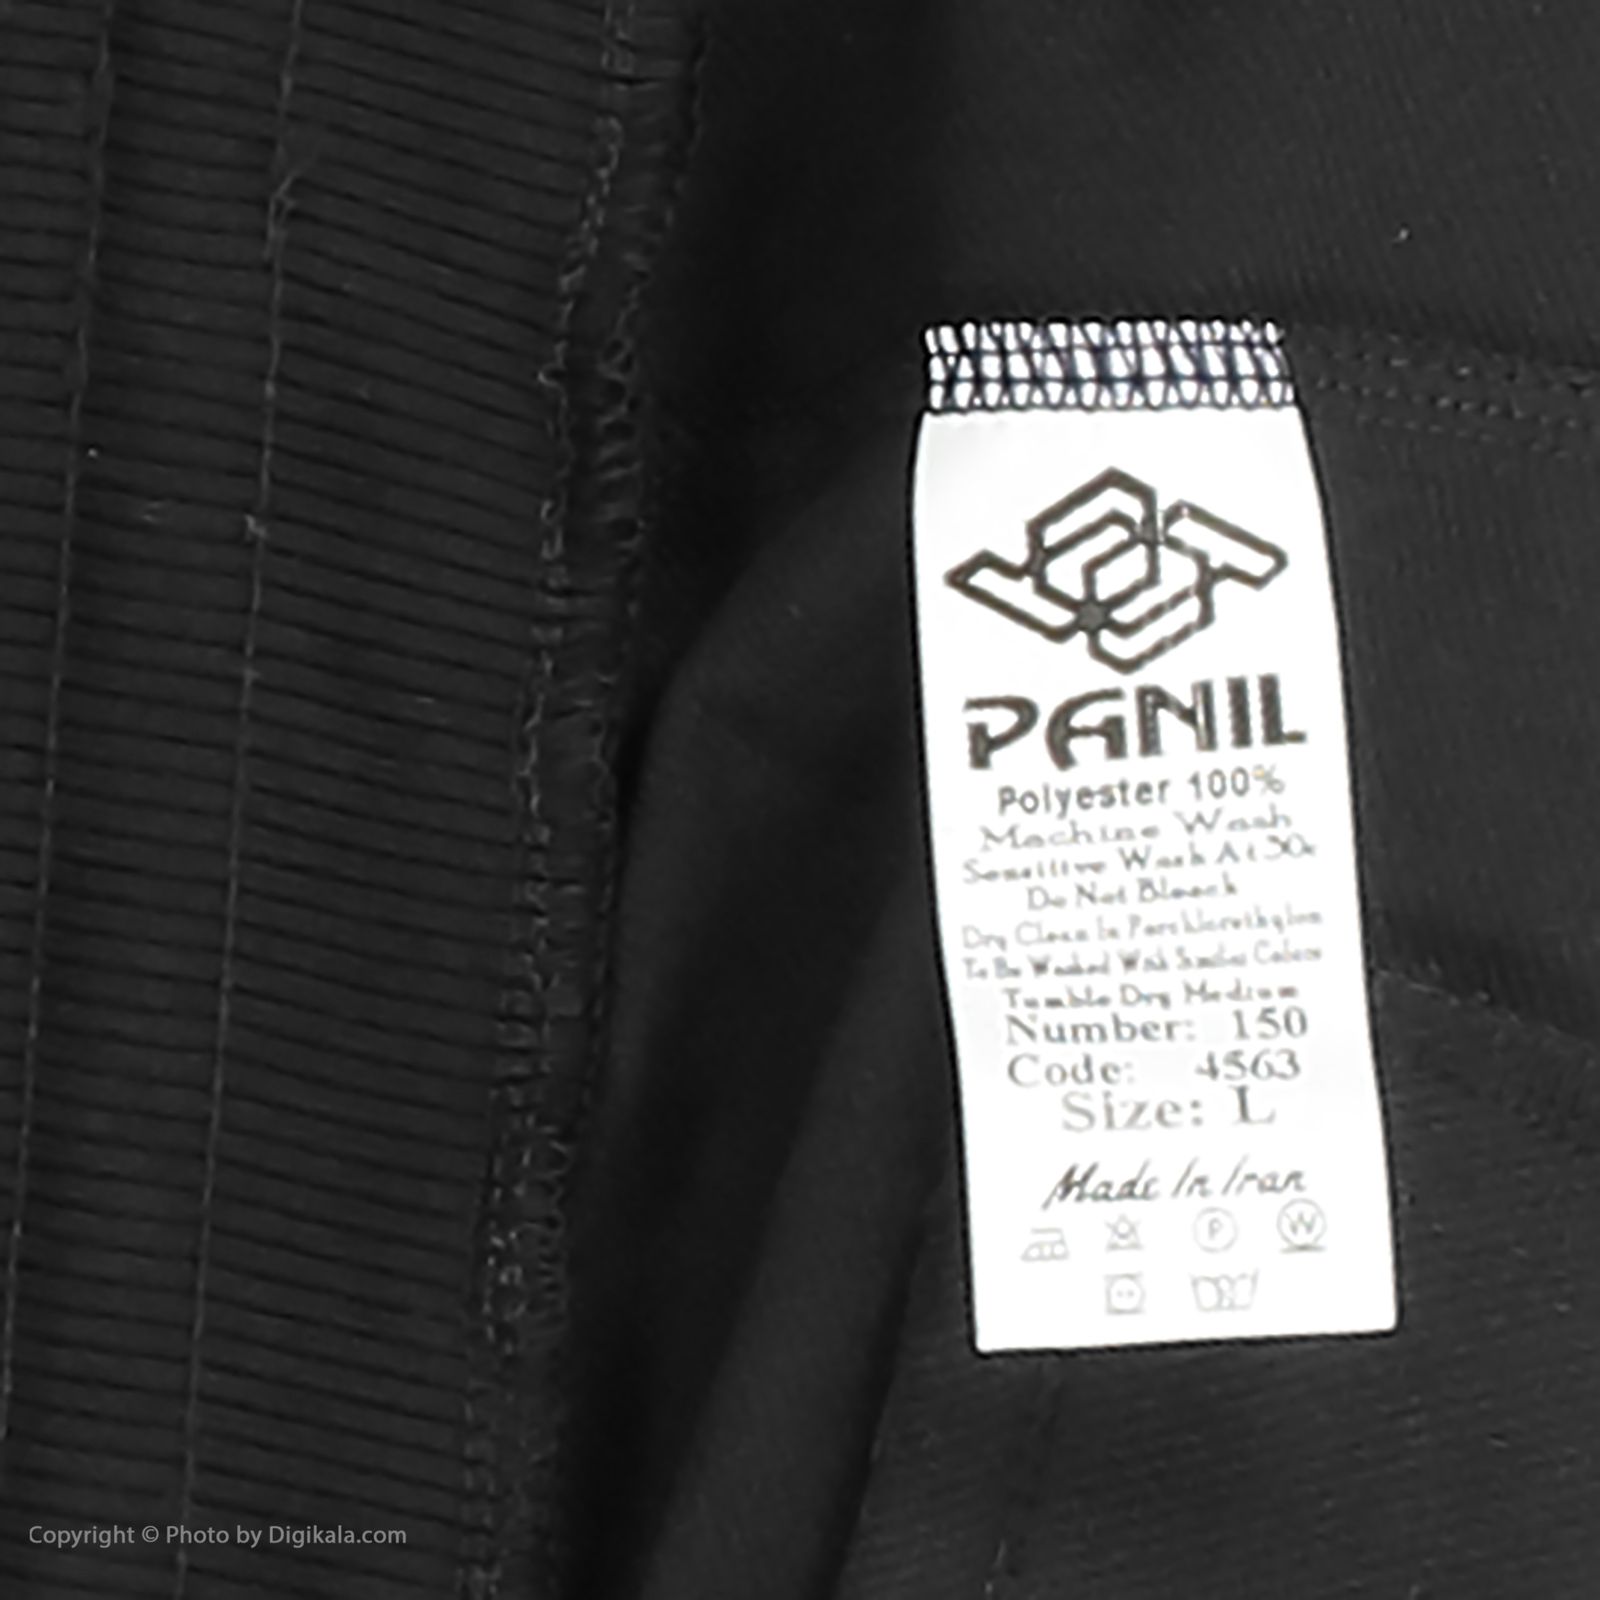 PANIL
Polyester 100%
Machine Wash
Sensitive Wash At 30c
Do Not Bleach
Dry Clean In Perchlorethylen
To Be Washed With Similar Colors
Tumble Dry Medium
Number: 150
Code: 4563
Size: L
Made In Iran
P
W
Copyright © Photo by Digikala.com